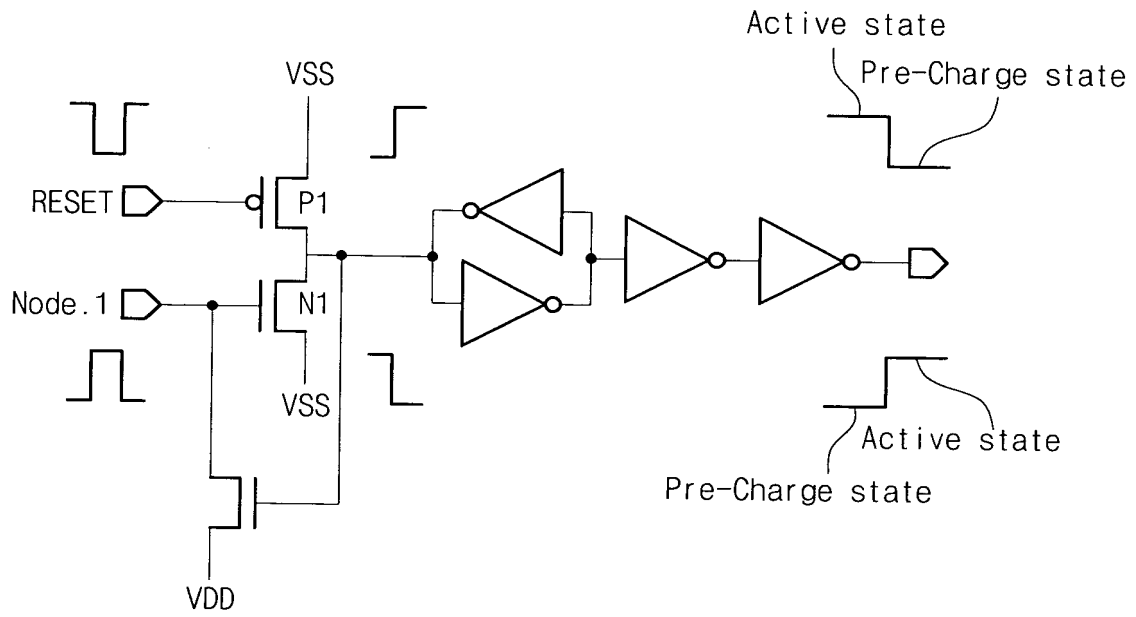 Active state
Pre-Charge state
VSS
RESET
P1
Node.1
N1
VSS
Active state
Pre-Charge state
VDD